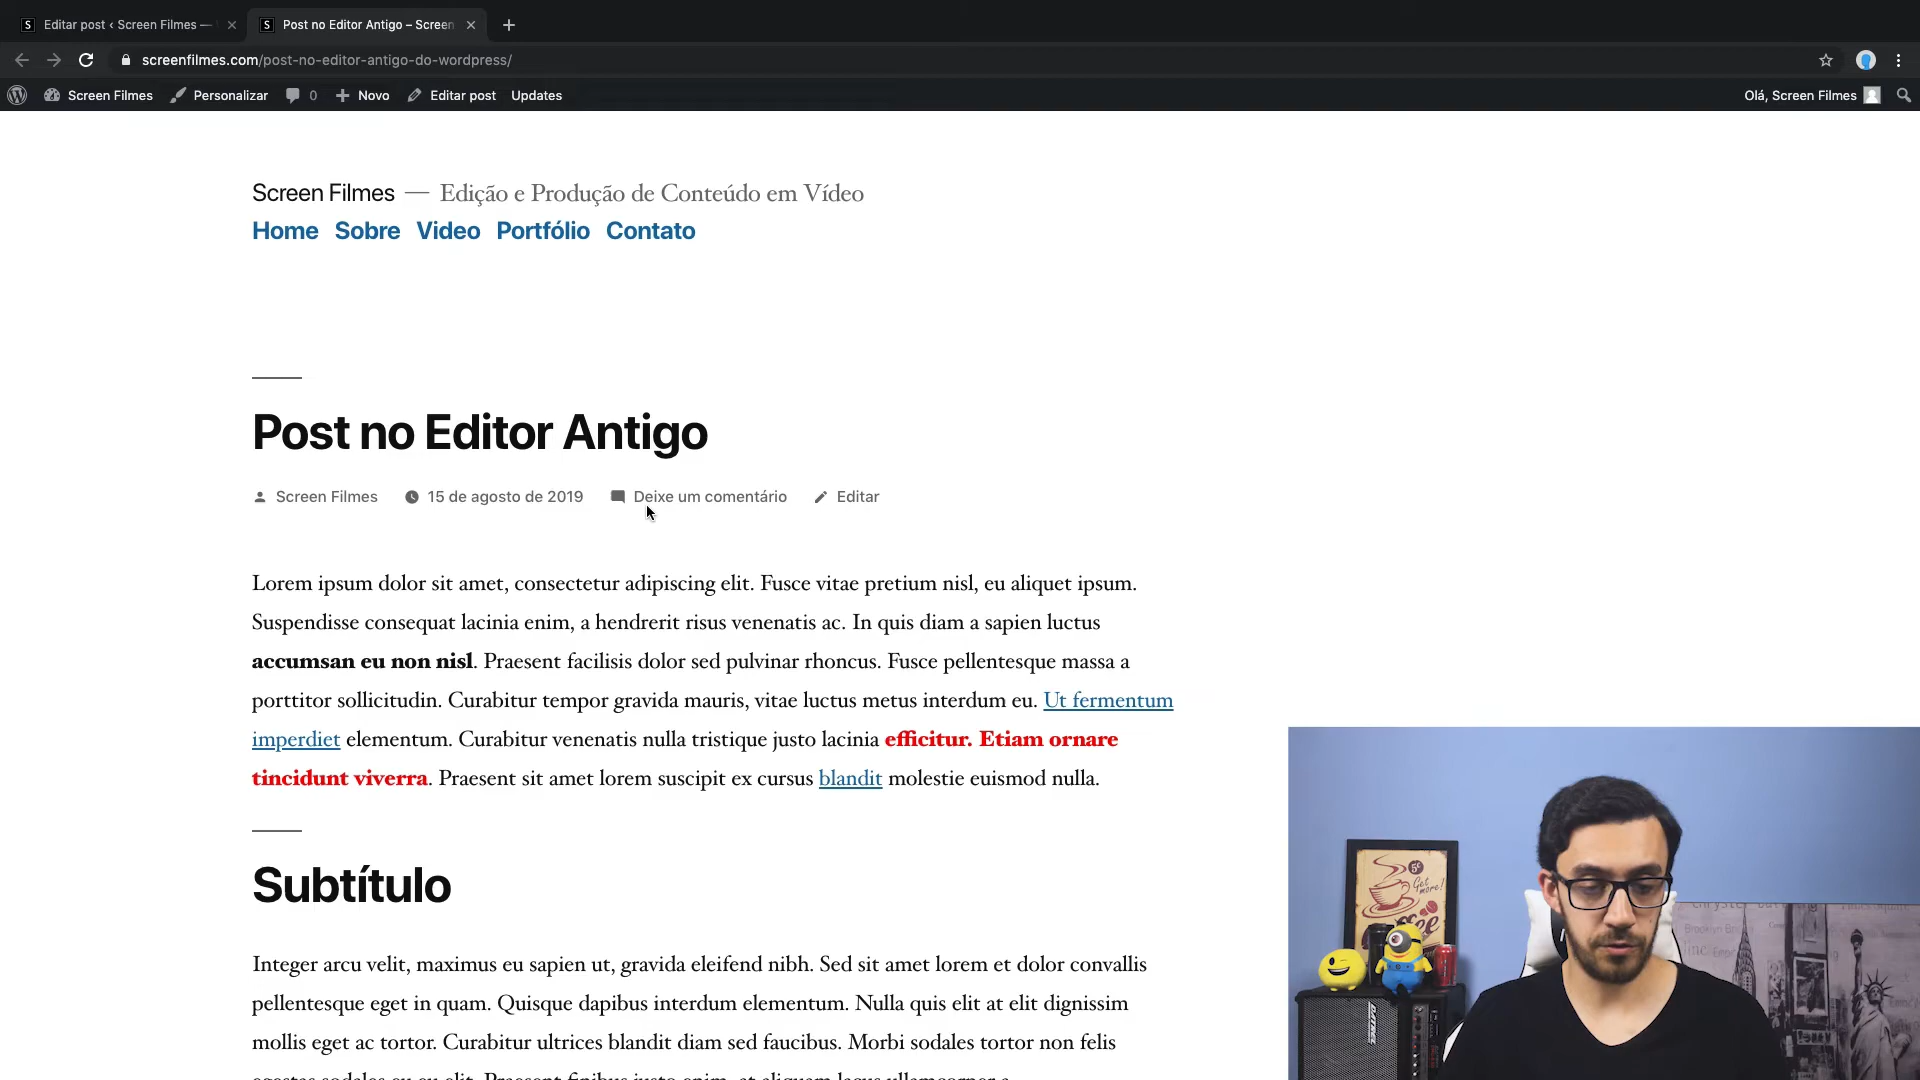 Editar post ‹ Screen Filmes —
Post no Editor Antigo – Screen
screenfilmes.com/post-no-editor-antigo-do-wordpress/
Screen Filmes Personalizar 0 Novo Editar post Updates Olá, Screen Filmes
Screen Filmes — Edição e Produção de Conteúdo em Vídeo
Home Sobre Video Portfólio Contato
Post no Editor Antigo
Screen Filmes 15 de agosto de 2019 Deixe um comentário Editar
Lorem ipsum dolor sit amet, consectetur adipiscing elit. Fusce vitae pretium nisl, eu aliquet ipsum.
Suspendisse consequat lacinia enim, a hendrerit risus venenatis ac. In quis diam a sapien luctus
accumsan eu non nisl. Praesent facilisis dolor sed pulvinar rhoncus. Fusce pellentesque massa a
porttitor sollicitudin. Curabitur tempor gravida mauris, vitae luctus metus interdum eu. Ut fermentum
imperdiet elementum. Curabitur venenatis nulla tristique justo lacinia efficitur. Etiam ornare
tincidunt viverra. Praesent sit amet lorem suscipit ex cursus blandit molestie euismod nulla.
Subtítulo
Integer arcu velit, maximus eu sapien ut, gravida eleifend nibh. Sed sit amet lorem et dolor convallis
pellentesque eget in quam. Quisque dapibus interdum elementum. Nulla quis elit at elit dignissim
mollis eget ac tortor. Curabitur ultrices blandit diam sed faucibus. Morbi sodales tortor non felis
5¢
Get
more!